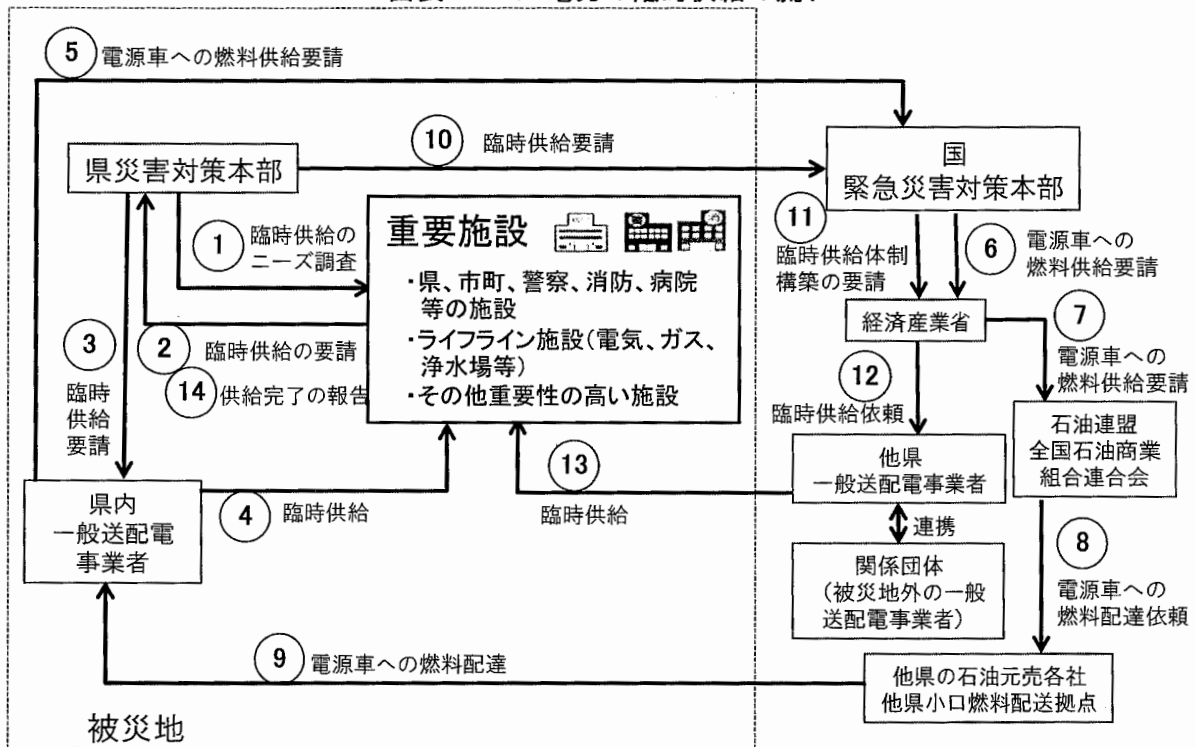 ⑤ 電源車への燃料供給要請
⑩ 臨時供給要請
県災害対策本部
国
緊急災害対策本部
① 臨時供給の
ニーズ調査
重要施設
・県、市町、警察、消防、病院
等の施設
・ライフライン施設(電気、ガス、
浄水場等)
・その他重要性の高い施設
⑪
臨時供給体制
構築の要請
⑥ 電源車への
燃料供給要請
③
臨時
供給
要請
② 臨時供給の要請
⑭ 供給完了の報告
経済産業省
⑦
電源車への
燃料供給要請
⑫
臨時供給依頼
石油連盟
全国石油商業
組合連合会
他県
一般送配電事業者
県内
一般送配電
事業者
④ 臨時供給
⑬
臨時供給
連携
関係団体
(被災地外の一般
送配電事業者)
⑧
電源車への
燃料配達依頼
⑨ 電源車への燃料配達
他県の石油元売各社
他県小口燃料配送拠点
被災地